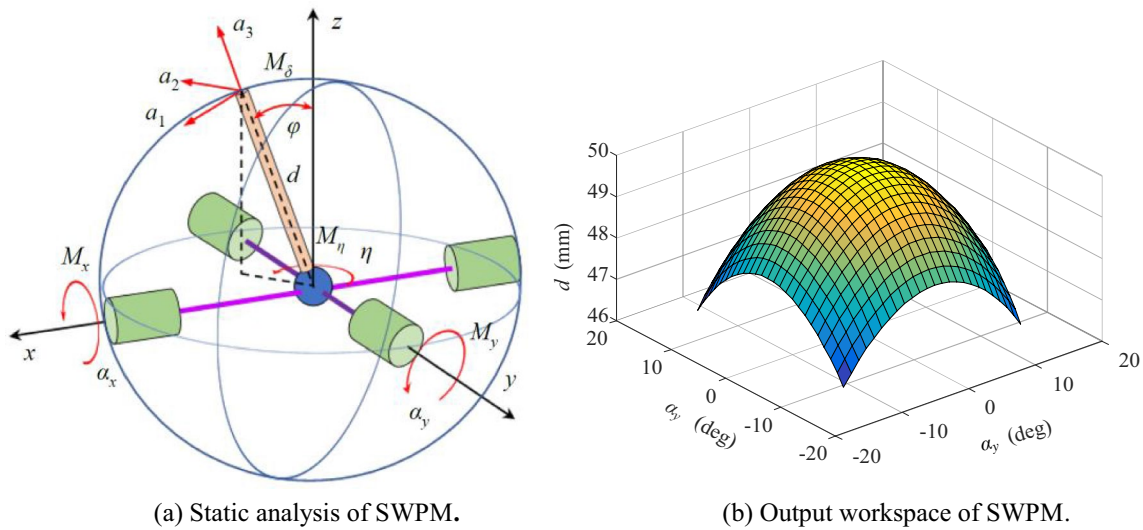 a3
a2
a1
Mδ
z
φ
d
Mη
η
Mx
x
αx
My
y
αy
(a) Static analysis of SWPM.
50
49
48
47
46
d (mm)
20
10
0
-10
-20
αy (deg)
-20
-10
0
10
20
αy (deg)
(b) Output workspace of SWPM.